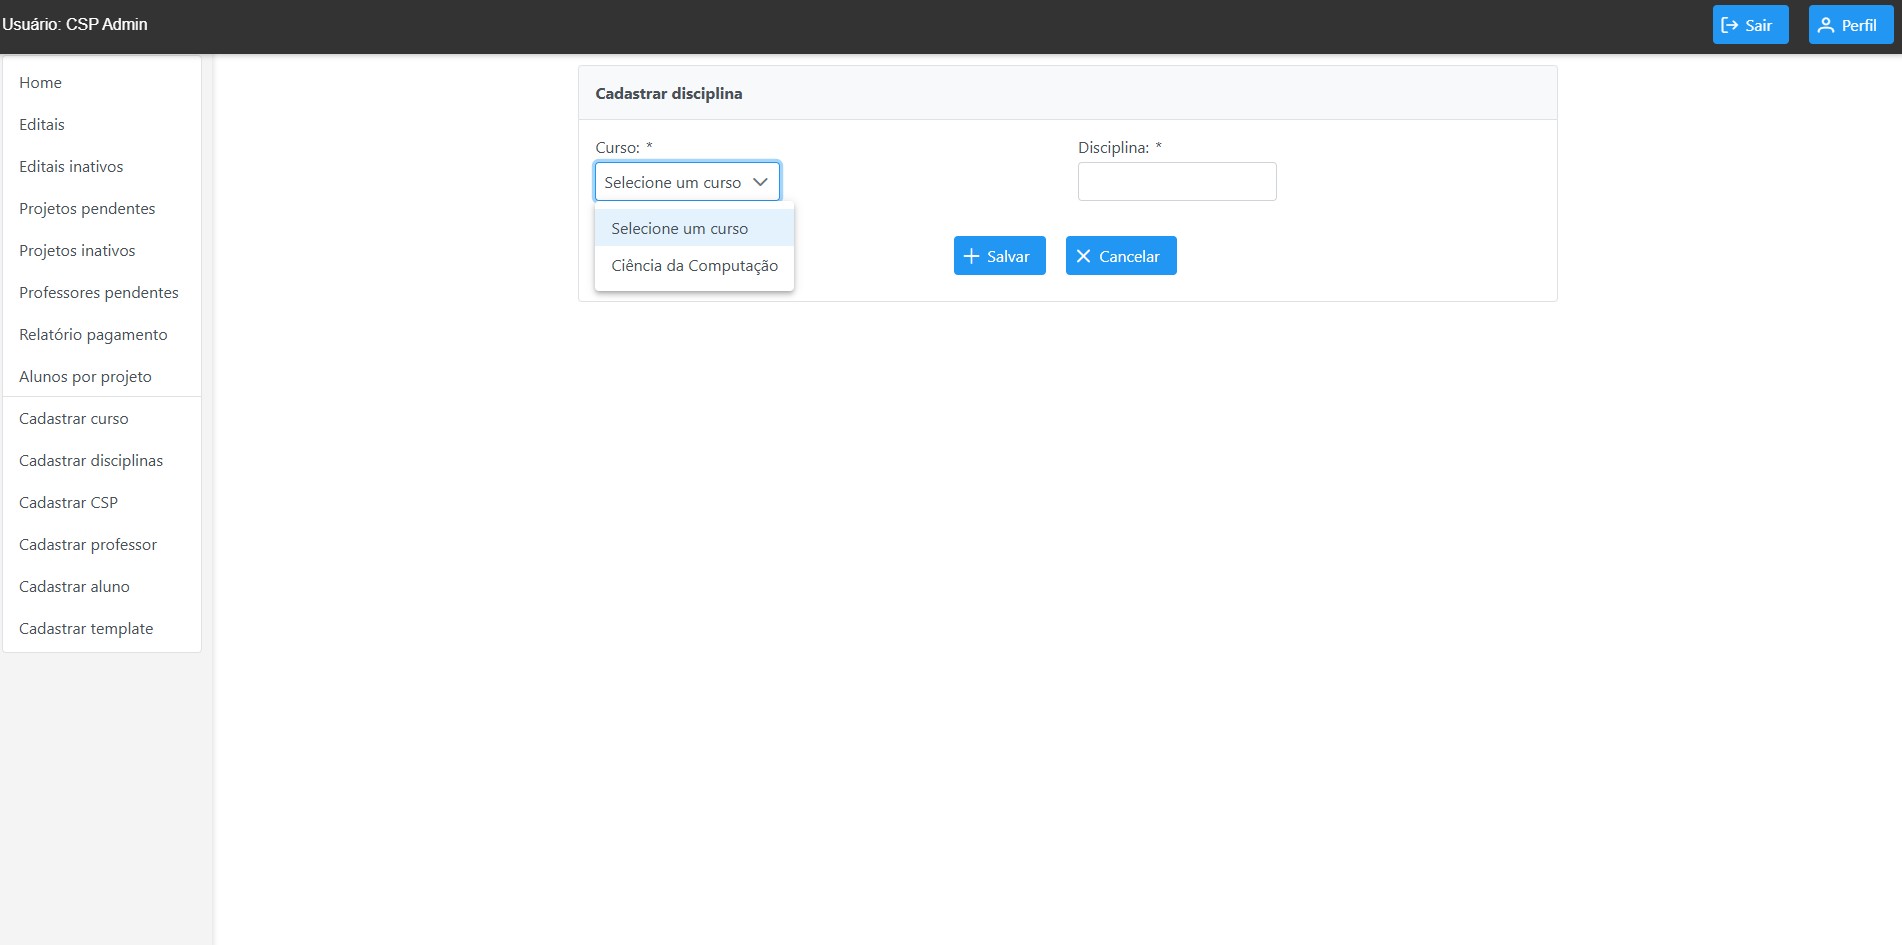 Usuário: CSP Admin
Sair
Perfil
Home
Editais
Editais inativos
Projetos pendentes
Projetos inativos
Professores pendentes
Relatório pagamento
Alunos por projeto
Cadastrar curso
Cadastrar disciplinas
Cadastrar CSP
Cadastrar professor
Cadastrar aluno
Cadastrar template
Cadastrar disciplina
Curso: *
Selecione um curso
Selecione um curso
Ciência da Computação
Disciplina: *
Salvar
Cancelar